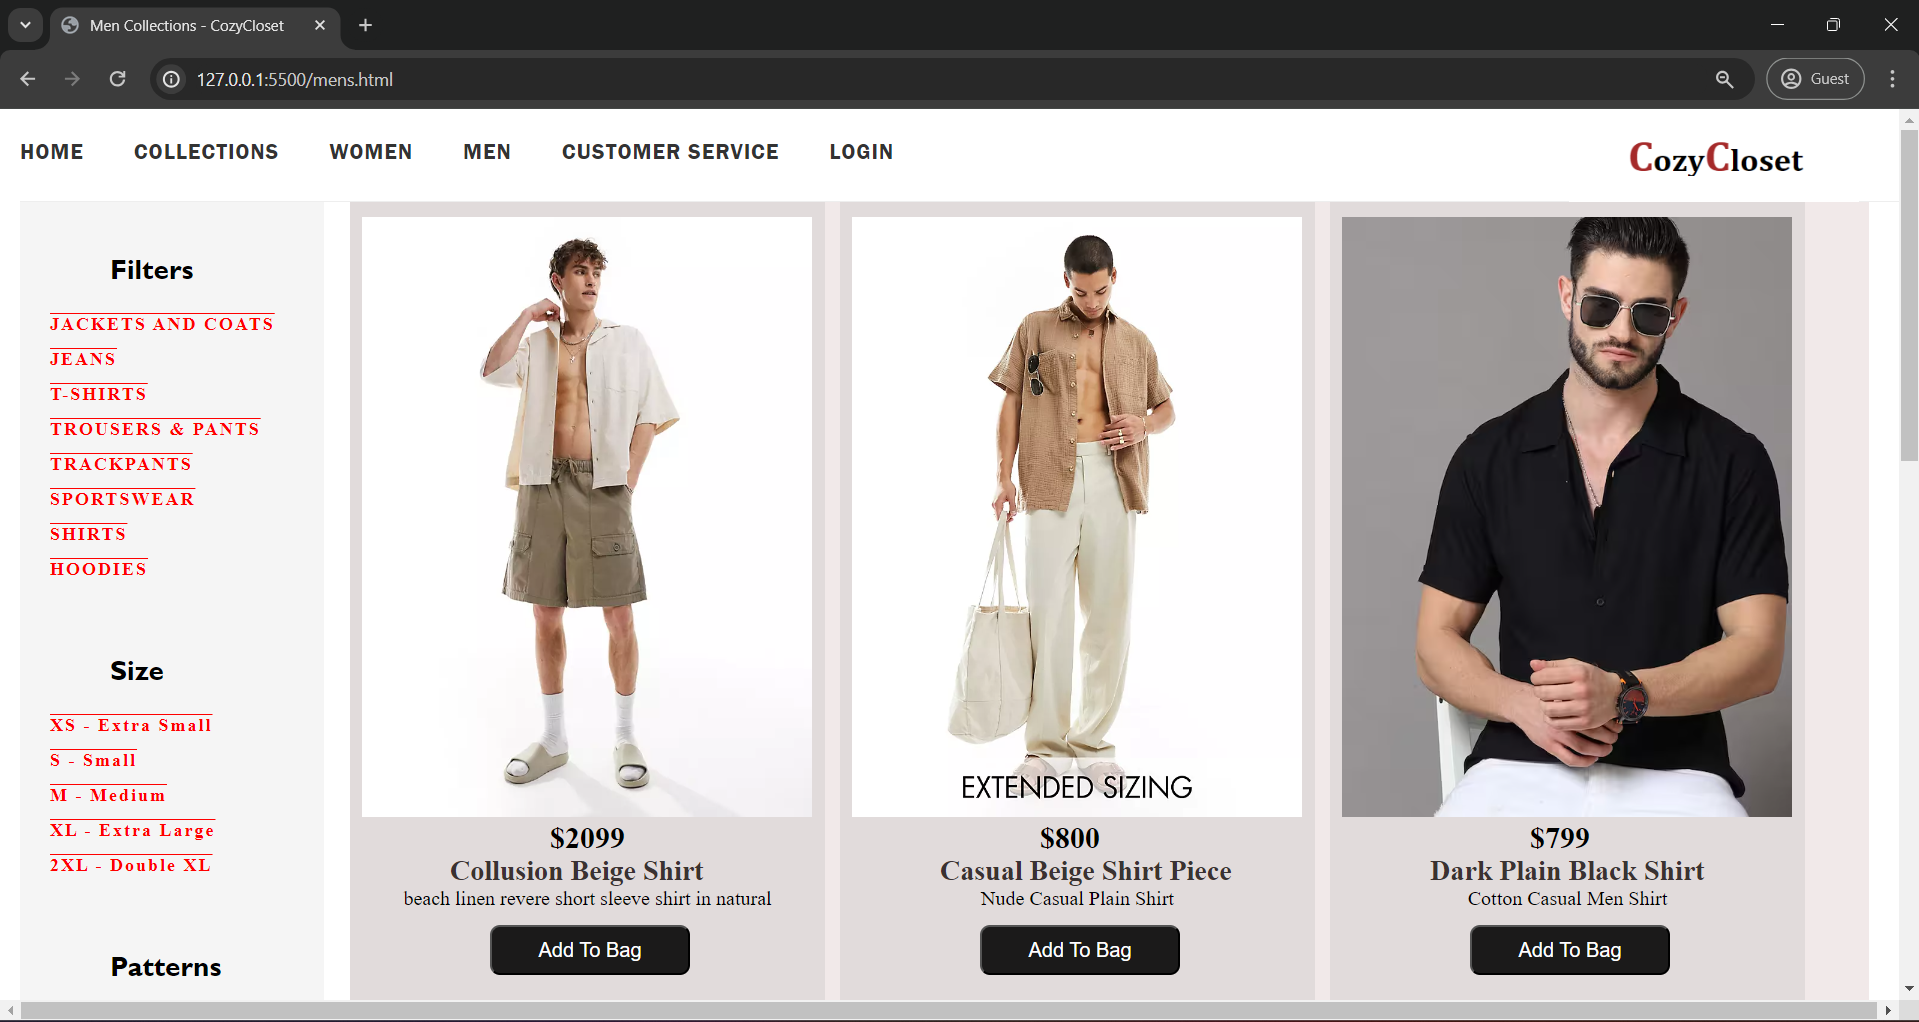 Men Collections - CozyCloset
127.0.0.1:5500/mens.html
Guest
HOME COLLECTIONS WOMEN MEN CUSTOMER SERVICE LOGIN
CozyCloset
Filters
JACKETS AND COATS
JEANS
T-SHIRTS
TROUSERS & PANTS
TRACKPANTS
SPORTSWEAR
SHIRTS
HOODIES
Size
XS - Extra Small
S - Small
M - Medium
XL - Extra Large
2XL - Double XL
Patterns
$2099
Collusion Beige Shirt
beach linen revere short sleeve shirt in natural
Add To Bag
EXTENDED SIZING
$800
Casual Beige Shirt Piece
Nude Casual Plain Shirt
Add To Bag
$799
Dark Plain Black Shirt
Cotton Casual Men Shirt
Add To Bag